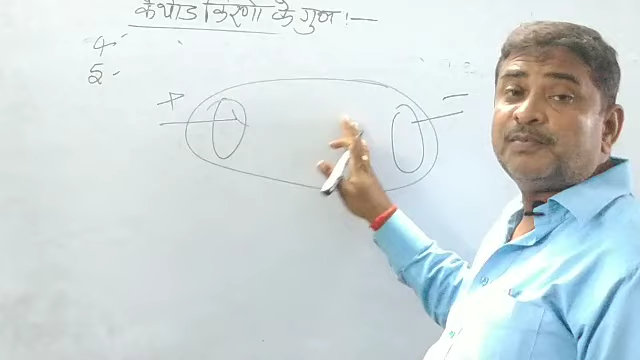 कैथोड किरणों के गुण :-
4-
5-
+ -